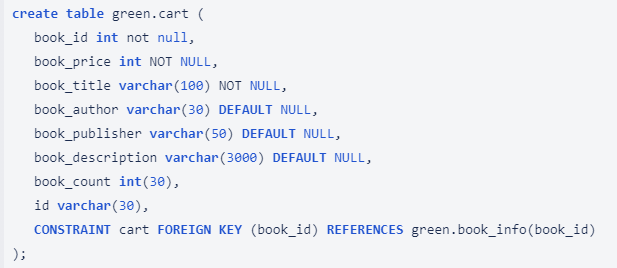 create table green.cart (
book_id int not null,
book_price int NOT NULL,
book_title varchar(100) NOT NULL,
book_author varchar(30) DEFAULT NULL,
book_publisher varchar(50) DEFAULT NULL,
book_description varchar(3000) DEFAULT NULL,
book_count int(30),
id varchar(30),
CONSTRAINT cart FOREIGN KEY (book_id) REFERENCES green.book_info(book_id)
);